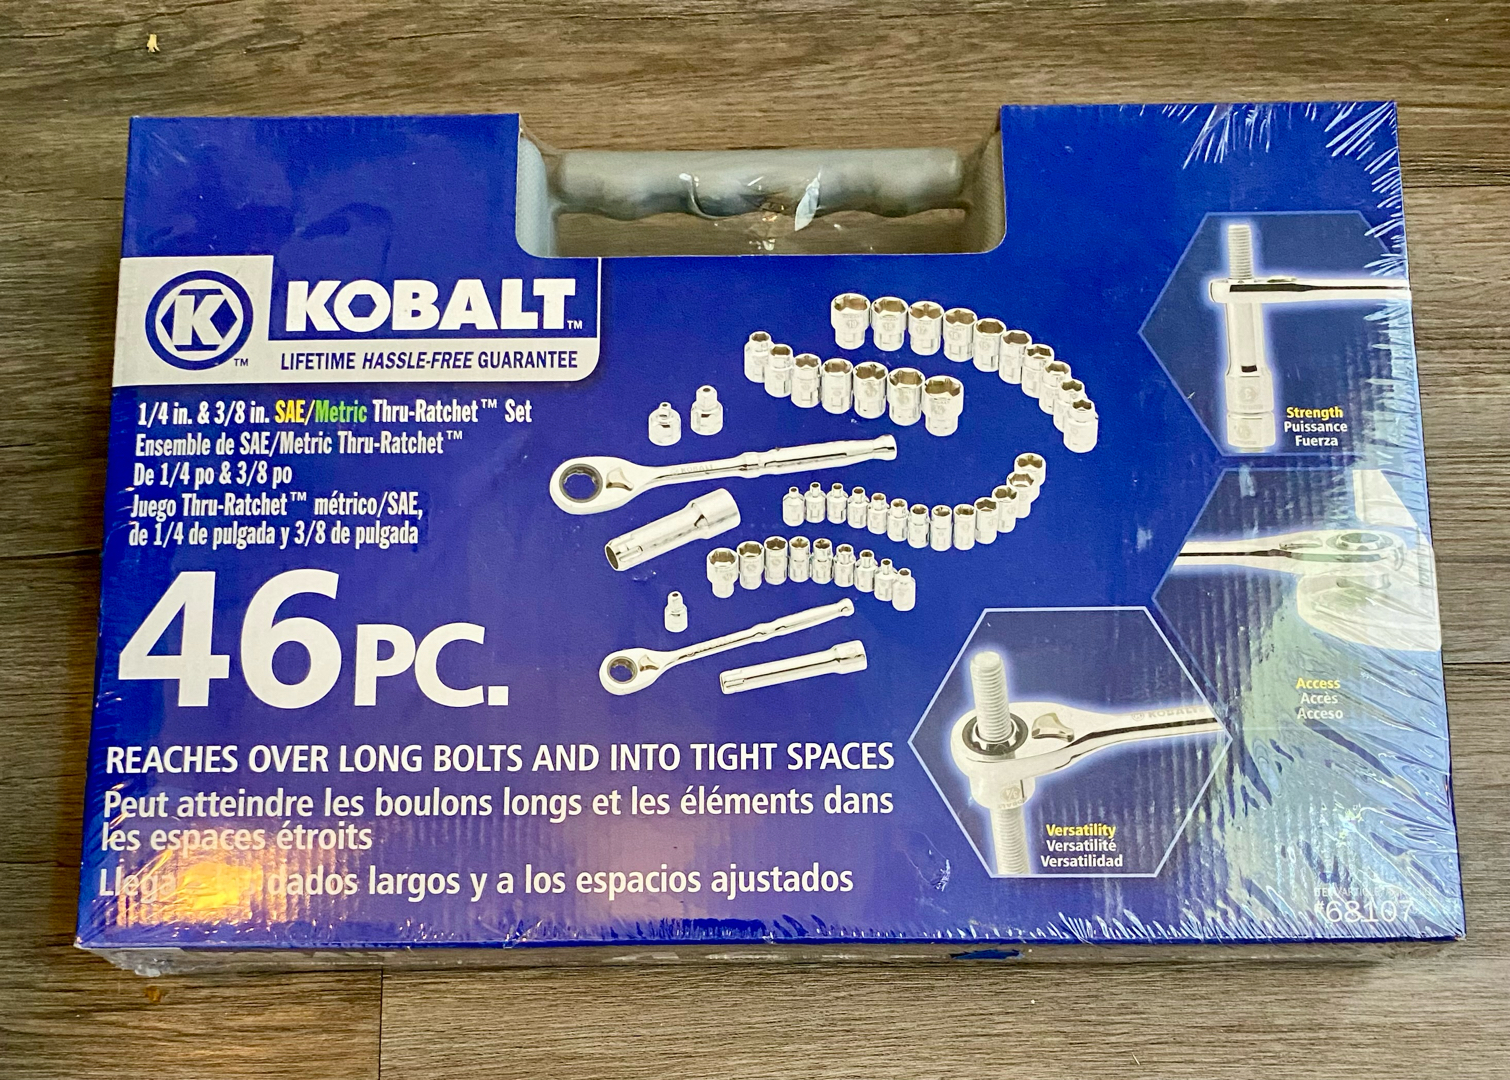 K
TM
KOBALT™
LIFETIME HASSLE-FREE GUARANTEE
1/4 in. & 3/8 in. SAE/Metric Thru-Ratchet™ Set
Ensemble de SAE/Metric Thru-Ratchet™
De 1/4 po & 3/8 po
Juego Thru-Ratchet™ métrico/SAE,
de 1/4 de pulgada y 3/8 de pulgada
46 PC.
REACHES OVER LONG BOLTS AND INTO TIGHT SPACES
Peut atteindre les boulons longs et les éléments dans
les espaces étroits
Llega dados largos y a los espacios ajustados
KOBALT
Strength
Puissance
Fuerza
Access
Accès
Acceso
KOBALT
Versatility
Versatilité
Versatilidad
#68107